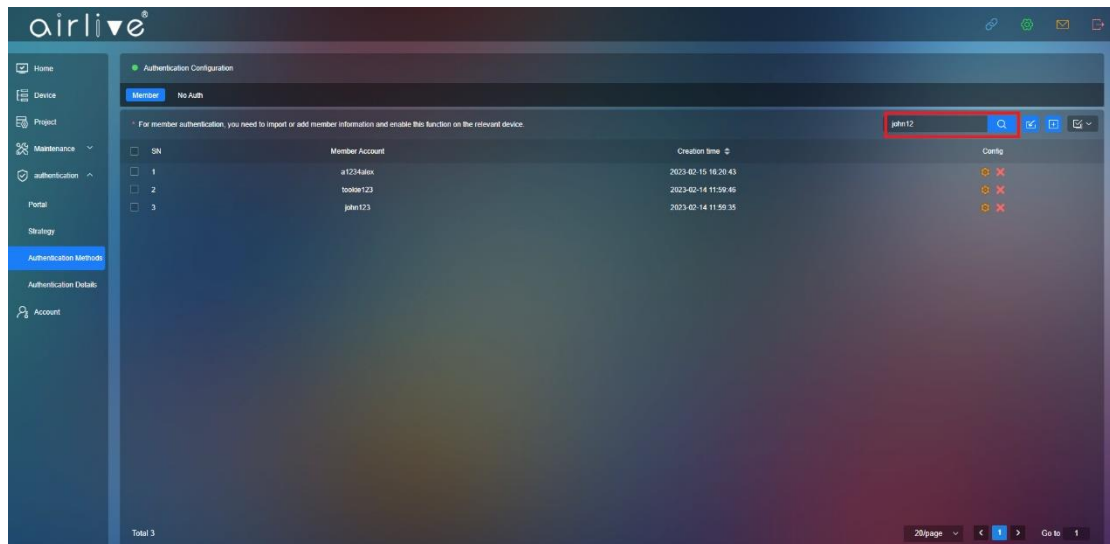 airlive®
Home
Authentication Configuration
Device
Member No Auth
Project
* For member authentication, you need to import or add member information and enable this function on the relevant device.
john12
Maintenance
SN Member Account Creation time Config
authentication
1 a1234alex 2023-02-15 16:20:43
2 tookie123 2023-02-14 11:59:46
Portal
3 john123 2023-02-14 11:59:35
Strategy
Authentication Methods
Authentication Details
Account
Total 3
20/page 1 Go to 1